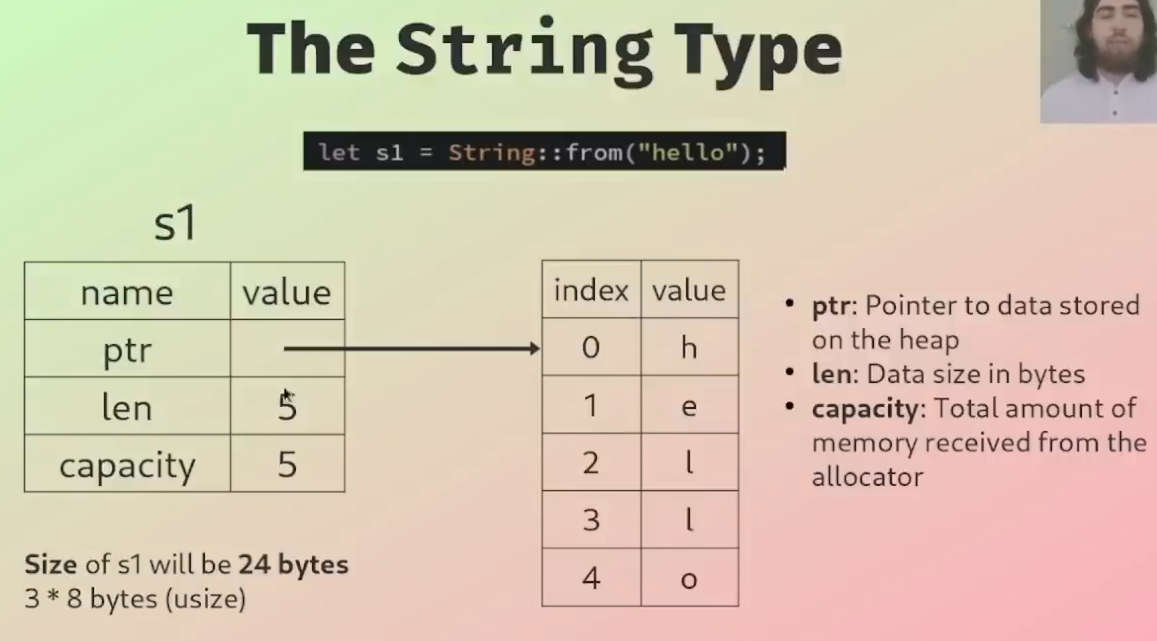 The String Type
let s1 = String::from("hello");
s1
name value
ptr
len 5
capacity 5
Size of s1 will be 24 bytes
3 * 8 bytes (usize)
index value
0 h
1 e
2 l
3 l
4 o
• ptr: Pointer to data stored
on the heap
• len: Data size in bytes
• capacity: Total amount of
memory received from the
allocator